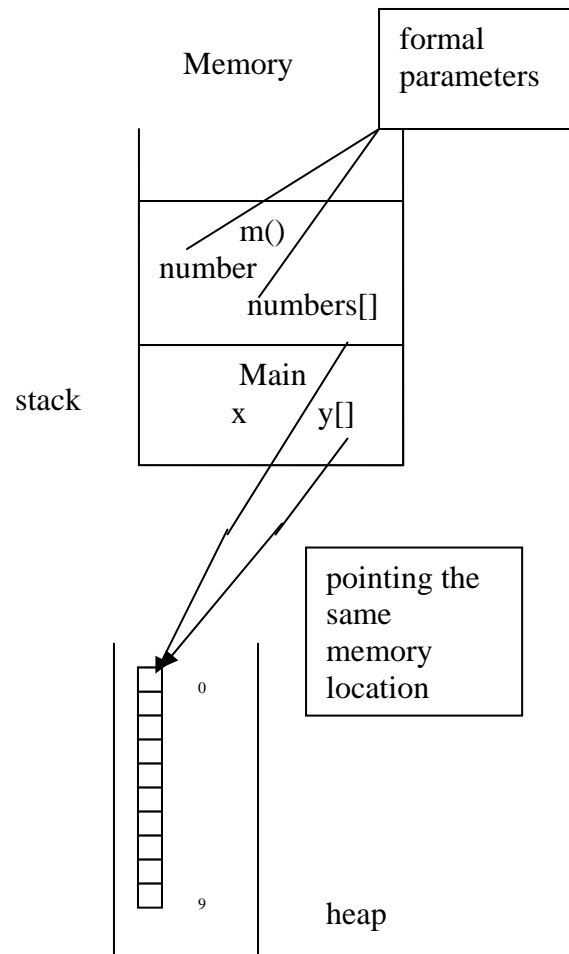 Memory
formal
parameters
m()
number
numbers[]
Main
x y[]
stack
pointing the
same
memory
location
0
9
heap